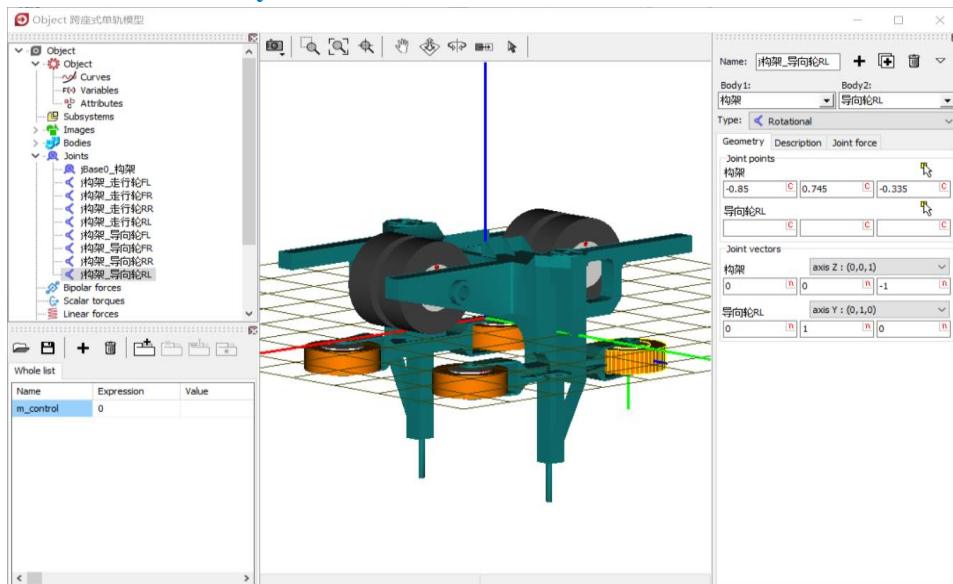 Object 跨座式单轨模型
Object
Object
Curves
F(x) Variables
Attributes
Subsystems
Images
Bodies
Joints
jBase0_构架
j构架_走行轮FL
j构架_走行轮FR
j构架_走行轮RR
j构架_走行轮RL
j构架_导向轮FL
j构架_导向轮FR
j构架_导向轮RR
j构架_导向轮RL
Bipolar forces
Scalar torques
Linear forces
Whole list
Name Expression Value
m_control 0
Name: j构架_导向轮RL
Body1: Body2:
构架 导向轮RL
Type: Rotational
Geometry Description Joint force
Joint points
构架
-0.85 C 0.745 C -0.335 C
导向轮RL
C C C
Joint vectors
构架 axis Z : (0,0,1)
0 n 0 n -1 n
导向轮RL axis Y : (0,1,0)
0 n 1 n 0 n